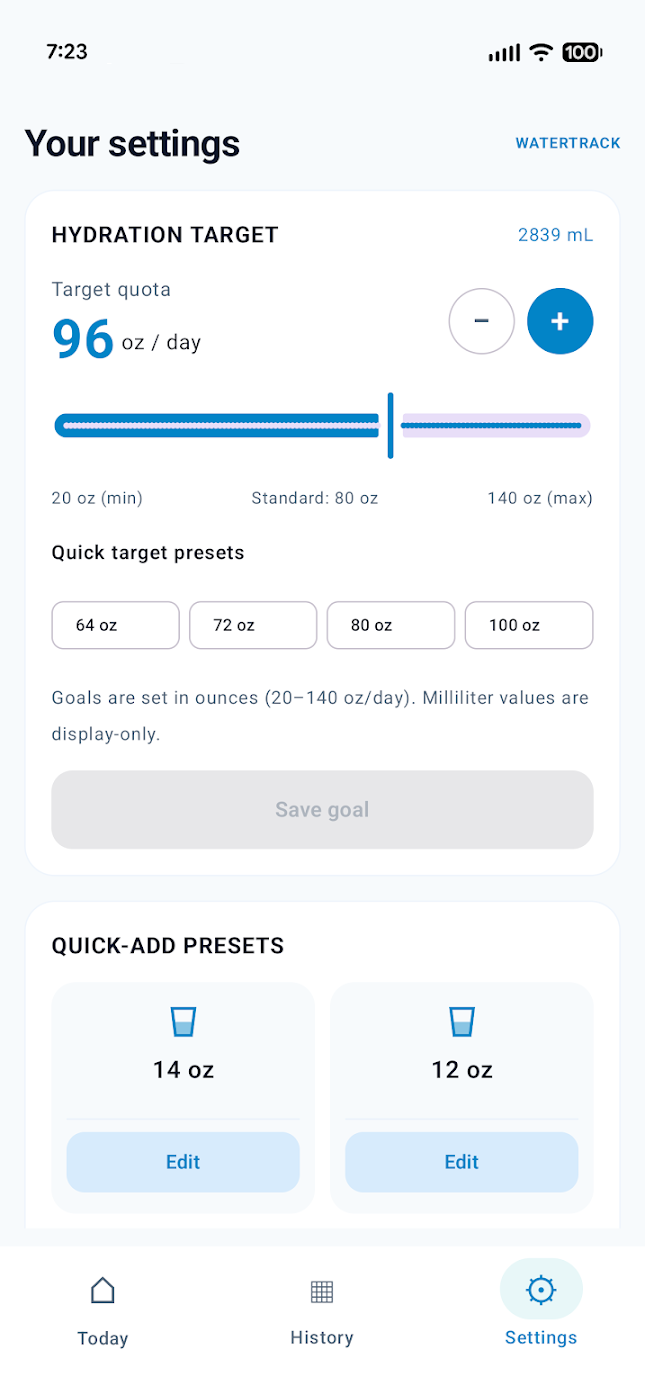 7:23
100
Your settings
WATERTRACK
HYDRATION TARGET
2839 mL
Target quota
96 oz / day
−
+
20 oz (min)
Standard: 80 oz
140 oz (max)
Quick target presets
64 oz
72 oz
80 oz
100 oz
Goals are set in ounces (20–140 oz/day). Milliliter values are
display-only.
Save goal
QUICK-ADD PRESETS
14 oz
12 oz
Edit
Edit
Today
History
Settings